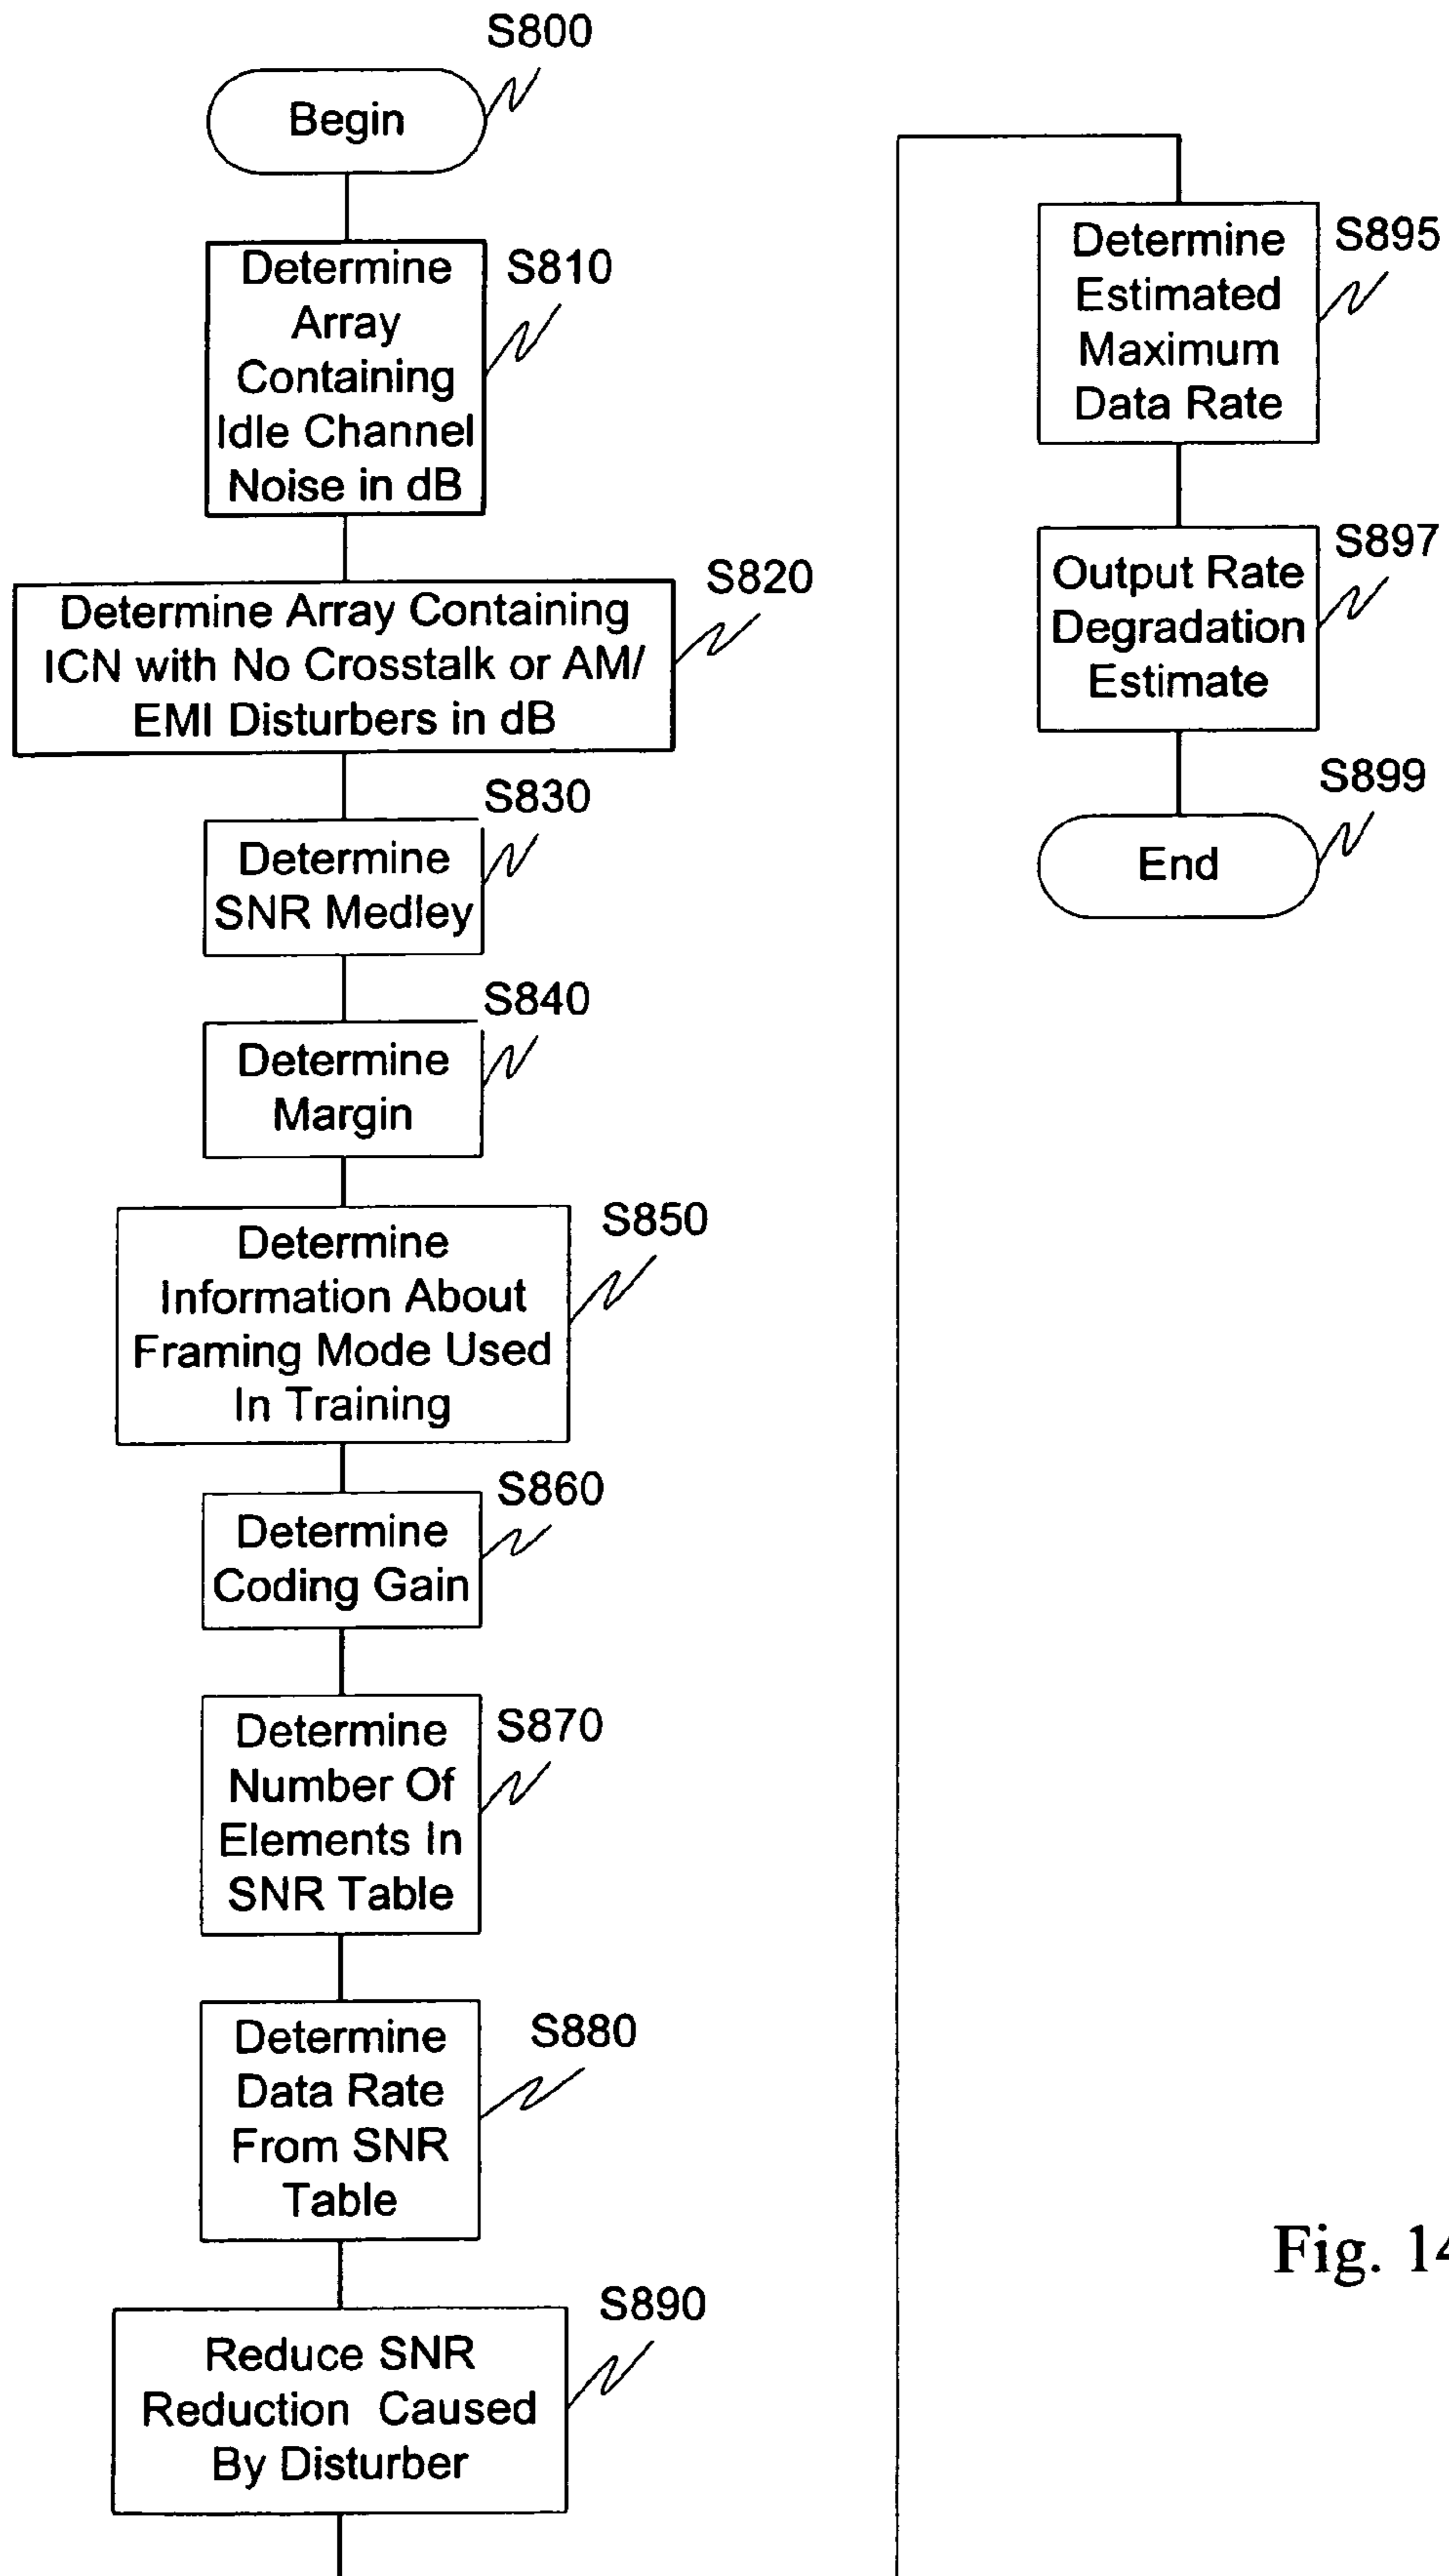 S800
Begin
S810
Determine
Array
Containing
Idle Channel
Noise in dB
S820
Determine Array Containing
ICN with No Crosstalk or AM/
EMI Disturbers in dB
S830
Determine
SNR Medley
S840
Determine
Margin
S850
Determine
Information About
Framing Mode Used
In Training
S860
Determine
Coding Gain
S870
Determine
Number Of
Elements In
SNR Table
S880
Determine
Data Rate
From SNR
Table
S890
Reduce SNR
Reduction Caused
By Disturber
S895
Determine
Estimated
Maximum
Data Rate
S897
Output Rate
Degradation
Estimate
S899
End
Fig. 14